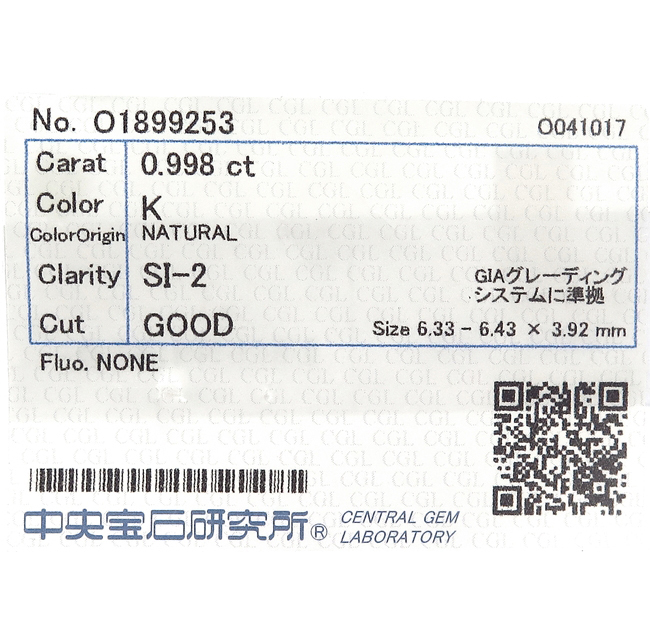 No. O1899253 O041017
Carat 0.998 ct
Color K
ColorOrigin NATURAL
Clarity SI-2
GIAグレーディング
システムに準拠
Cut GOOD Size 6.33 - 6.43 × 3.92 mm
Fluo. NONE
中央宝石研究所® CENTRAL GEM
LABORATORY